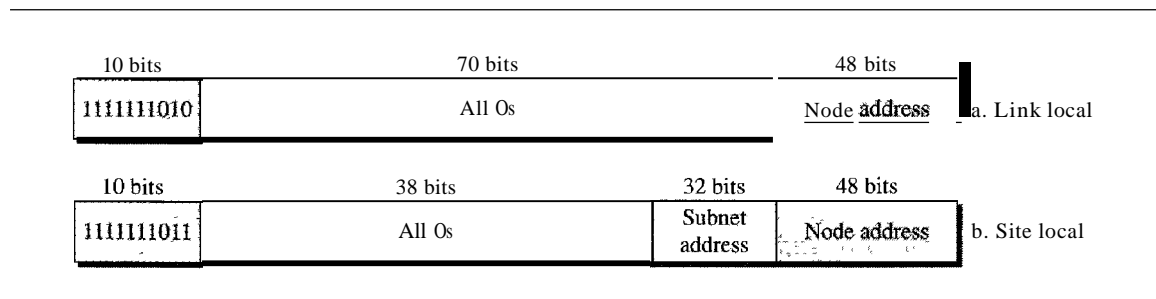 10 bits 70 bits 48 bits
1111111010 All 0s Node address a. Link local
10 bits 38 bits 32 bits 48 bits
1111111011 All 0s Subnet address Node address b. Site local